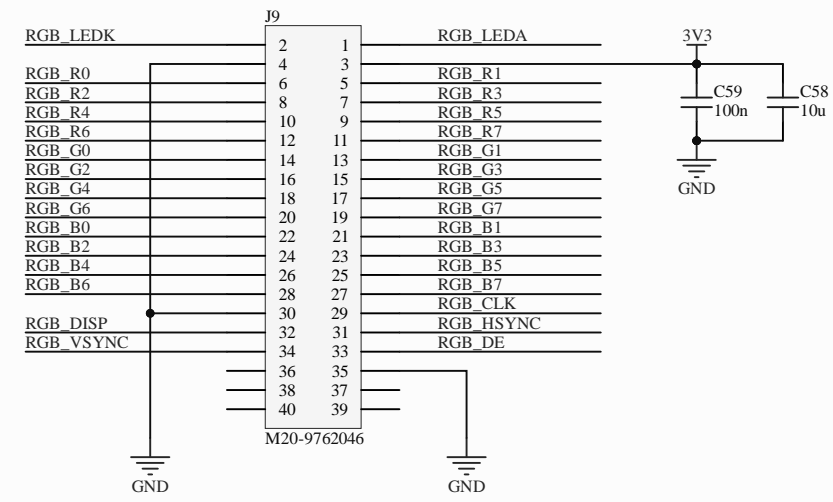 J9
RGB_LEDK 2 1 RGB_LEDA 3V3
4 3
RGB_R0 6 5 RGB_R1
RGB_R2 8 7 RGB_R3 C59 C58
RGB_R4 10 9 RGB_R5 100n 10u
RGB_R6 12 11 RGB_R7
RGB_G0 14 13 RGB_G1
RGB_G2 16 15 RGB_G3
RGB_G4 18 17 RGB_G5 GND
RGB_G6 20 19 RGB_G7
RGB_B0 22 21 RGB_B1
RGB_B2 24 23 RGB_B3
RGB_B4 26 25 RGB_B5
RGB_B6 28 27 RGB_B7
30 29 RGB_CLK
RGB_DISP 32 31 RGB_HSYNC
RGB_VSYNC 34 33 RGB_DE
36 35
38 37
40 39
M20-9762046
GND GND